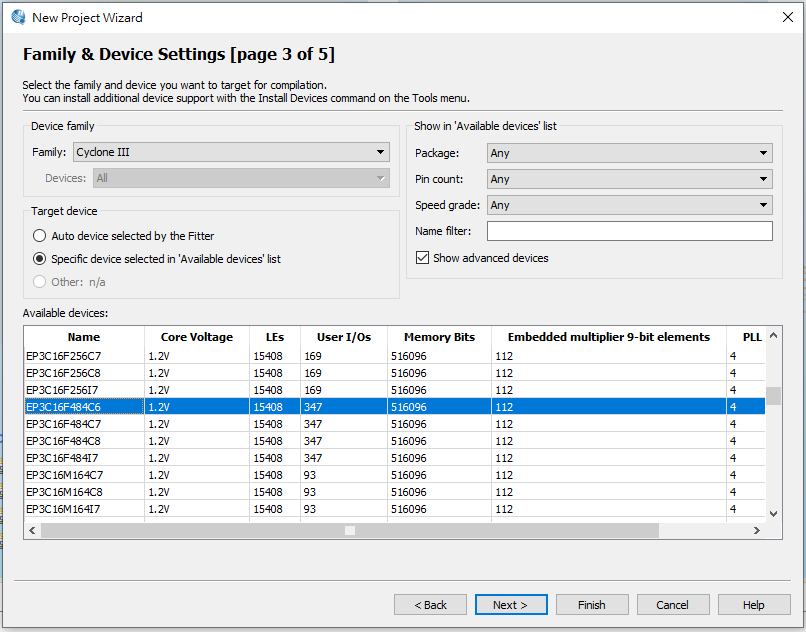 New Project Wizard
Family & Device Settings [page 3 of 5]
Select the family and device you want to target for compilation.
You can install additional device support with the Install Devices command on the Tools menu.
Device family
Family: Cyclone III
Devices: All
Target device
Auto device selected by the Fitter
Specific device selected in 'Available devices' list
Other: n/a
Show in 'Available devices' list
Package: Any
Pin count: Any
Speed grade: Any
Name filter:
Show advanced devices
Available devices:
Name Core Voltage LEs User I/Os Memory Bits Embedded multiplier 9-bit elements PLL
EP3C16F256C7 1.2V 15408 169 516096 112 4
EP3C16F256C8 1.2V 15408 169 516096 112 4
EP3C16F256I7 1.2V 15408 169 516096 112 4
EP3C16F484C6 1.2V 15408 347 516096 112 4
EP3C16F484C7 1.2V 15408 347 516096 112 4
EP3C16F484C8 1.2V 15408 347 516096 112 4
EP3C16F484I7 1.2V 15408 347 516096 112 4
EP3C16M164C7 1.2V 15408 93 516096 112 4
EP3C16M164C8 1.2V 15408 93 516096 112 4
EP3C16M164I7 1.2V 15408 93 516096 112 4
< Back Next > Finish Cancel Help